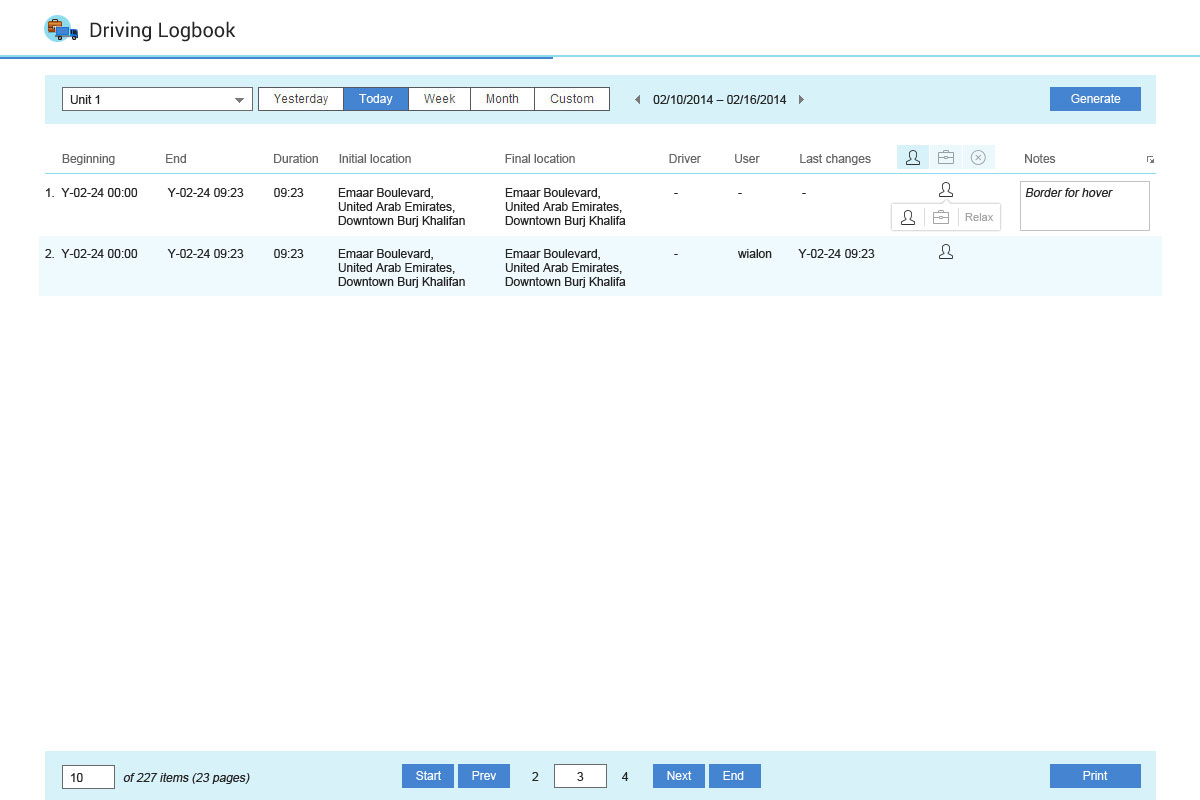 Driving Logbook
Unit 1 Yesterday Today Week Month Custom 02/10/2014 – 02/16/2014 Generate
Beginning End Duration Initial location Final location Driver User Last changes Notes
1. Y-02-24 00:00 Y-02-24 09:23 09:23 Emaar Boulevard, Emaar Boulevard, - - - Border for hover
United Arab Emirates, United Arab Emirates,
Downtown Burj Khalifan Downtown Burj Khalifa Relax
2. Y-02-24 00:00 Y-02-24 09:23 09:23 Emaar Boulevard, Emaar Boulevard, - wialon Y-02-24 09:23
United Arab Emirates, United Arab Emirates,
Downtown Burj Khalifan Downtown Burj Khalifa
10 of 227 items (23 pages) Start Prev 2 3 4 Next End Print